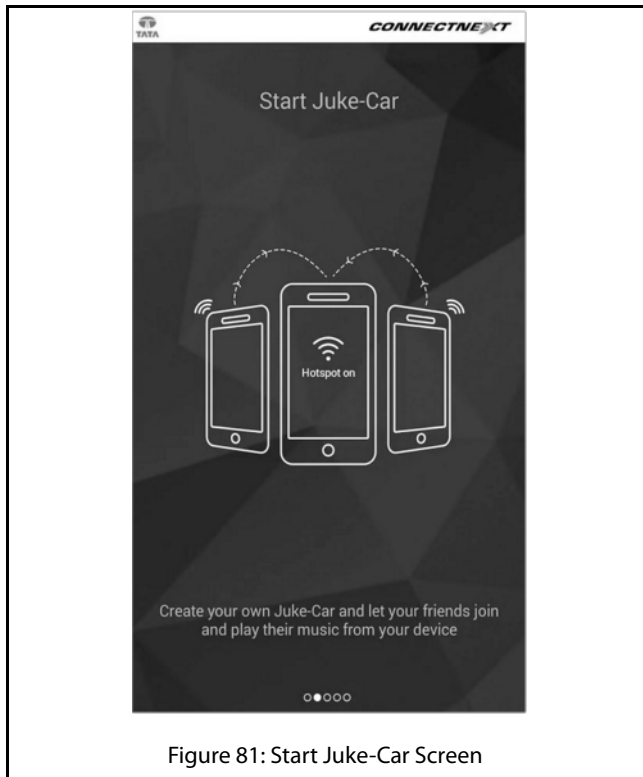 TATA CONNECTNEXT
Start Juke-Car
Hotspot on
Create your own Juke-Car and let your friends join
and play their music from your device
Figure 81: Start Juke-Car Screen